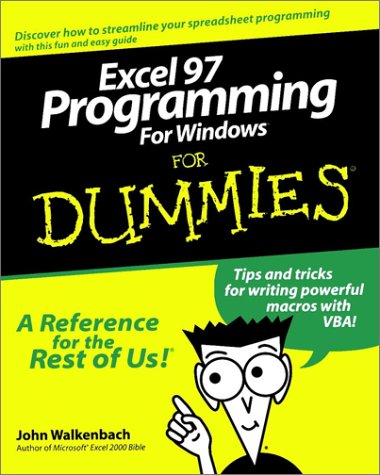 Discover how to streamline your spreadsheet programming
with this fun and easy guide
Excel 97
Programming
For Windows
FOR
DUMMIES®
Tips and tricks
for writing powerful
macros with
VBA!
A Reference
for the
Rest of Us!®
John Walkenbach
Author of Microsoft Excel 2000 Bible